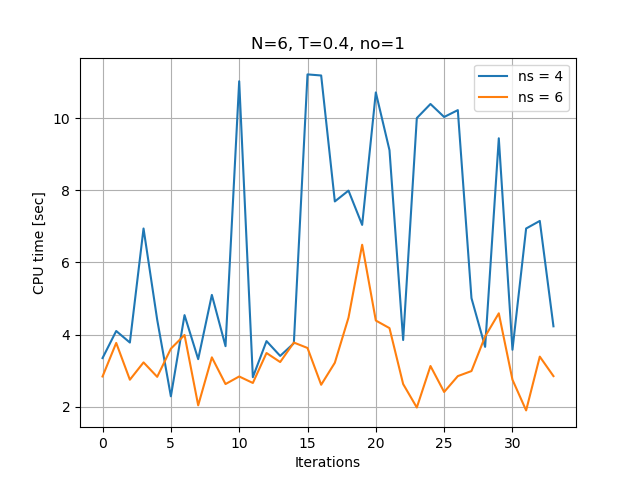 N=6, T=0.4, no=1
ns = 4
ns = 6
10
8
6
4
2
CPU time [sec]
0 5 10 15 20 25 30
Iterations